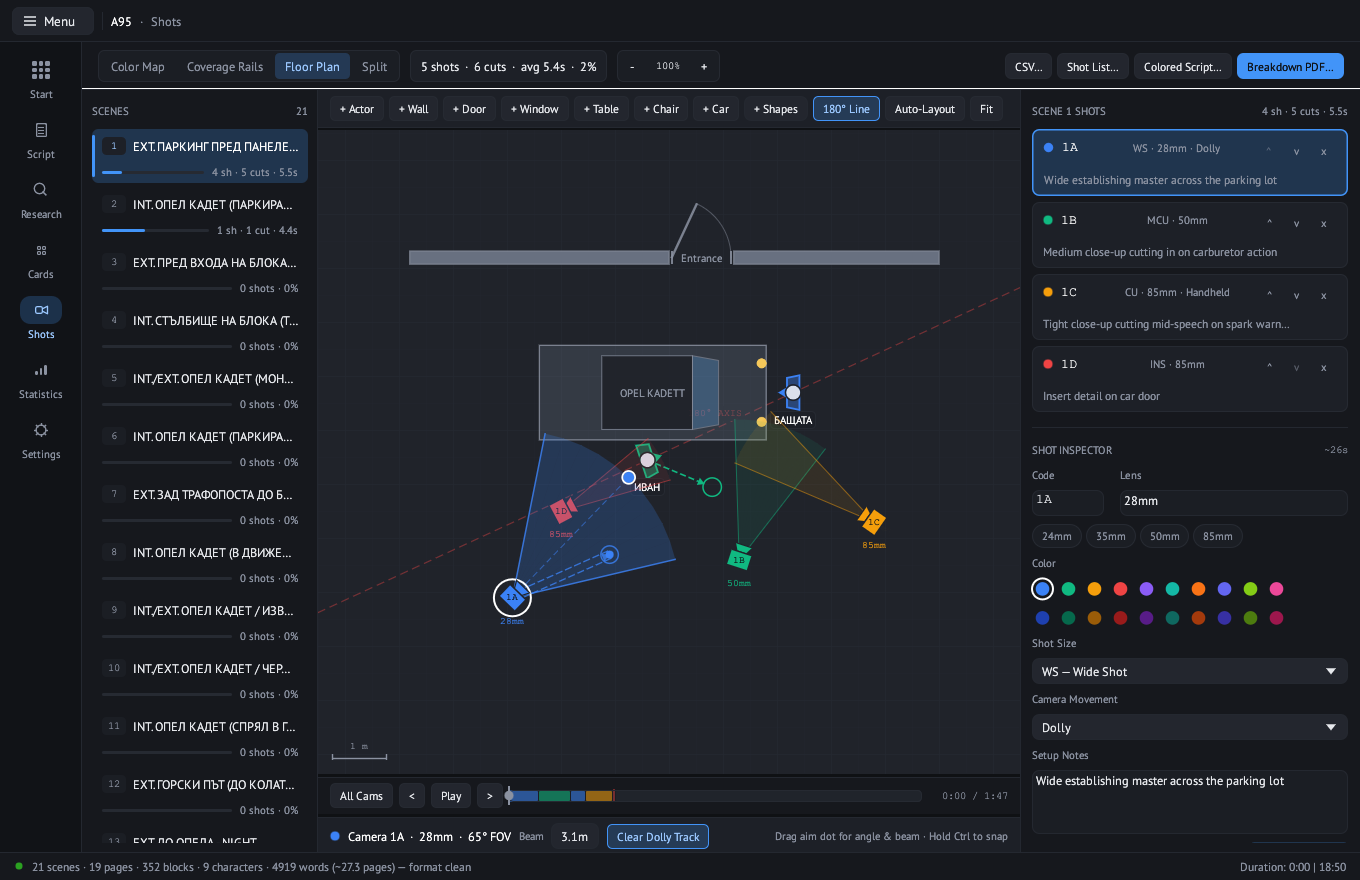 Menu
A95 · Shots
Start
Script
Research
Cards
Shots
Statistics
Settings
Color Map
Coverage Rails
Floor Plan
Split
5 shots · 6 cuts · avg 5.4s · 2%
- 100% +
CSV...
Shot List...
Colored Script...
Breakdown PDF...
SCENES 21
1 EXT. ПАРКИНГ ПРЕД ПАНЕЛЕ...
4 sh · 5 cuts · 5.5s
2 INT. ОПЕЛ КАДЕТ (ПАРКИРА...
1 sh · 1 cut · 4.4s
3 EXT. ПРЕД ВХОДА НА БЛОКА...
0 shots · 0%
4 INT. СТЪЛБИЩЕ НА БЛОКА (Т...
0 shots · 0%
5 INT./EXT. ОПЕЛ КАДЕТ (МОН...
0 shots · 0%
6 INT. ОПЕЛ КАДЕТ (ПАРКИРА...
0 shots · 0%
7 EXT. ЗАД ТРАФОПОСТА ДО Б...
0 shots · 0%
8 INT. ОПЕЛ КАДЕТ (В ДВИЖЕ...
0 shots · 0%
9 INT./EXT. ОПЕЛ КАДЕТ / ИЗВ...
0 shots · 0%
10 INT./EXT. ОПЕЛ КАДЕТ / ЧЕР...
0 shots · 0%
11 INT. ОПЕЛ КАДЕТ (СПРЯЛ В Г...
0 shots · 0%
12 EXT. ГОРСКИ ПЪТ (ДО КОЛАТ...
0 shots · 0%
+ Actor
+ Wall
+ Door
+ Window
+ Table
+ Chair
+ Car
+ Shapes
180° Line
Auto-Layout
Fit
Entrance
OPEL KADETT
AXIS
БАЩАТА
ИВАН
1D
85mm
1C
85mm
1B
50mm
1A
28mm
1 m
All Cams
<
Play
>
0:00 / 1:47
Camera 1A · 28mm · 65° FOV
Beam
3.1m
Clear Dolly Track
Drag aim dot for angle & beam · Hold Ctrl to snap
SCENE 1 SHOTS 4 sh · 5 cuts · 5.5s
1A WS · 28mm · Dolly ^ v x
Wide establishing master across the parking lot
1B MCU · 50mm ^ v x
Medium close-up cutting in on carburetor action
1C CU · 85mm · Handheld ^ v x
Tight close-up cutting mid-speech on spark warn...
1D INS · 85mm ^ v x
Insert detail on car door
SHOT INSPECTOR ~26s
Code Lens
1A 28mm
24mm 35mm 50mm 85mm
Color
Shot Size
WS — Wide Shot
Camera Movement
Dolly
Setup Notes
Wide establishing master across the parking lot
21 scenes · 19 pages · 352 blocks · 9 characters · 4919 words (~27.3 pages) — format clean
Duration: 0:00 | 18:50